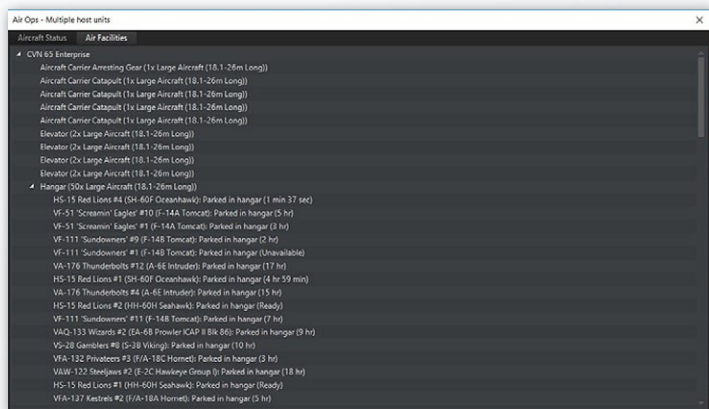 Air Ops - Multiple host units
Aircraft Status Air Facilities
CVN 65 Enterprise
Aircraft Carrier Arresting Gear (1x Large Aircraft (18.1-26m Long))
Aircraft Carrier Catapult (1x Large Aircraft (18.1-26m Long))
Aircraft Carrier Catapult (1x Large Aircraft (18.1-26m Long))
Aircraft Carrier Catapult (1x Large Aircraft (18.1-26m Long))
Aircraft Carrier Catapult (1x Large Aircraft (18.1-26m Long))
Elevator (2x Large Aircraft (18.1-26m Long))
Elevator (2x Large Aircraft (18.1-26m Long))
Elevator (2x Large Aircraft (18.1-26m Long))
Elevator (2x Large Aircraft (18.1-26m Long))
Hangar (50x Large Aircraft (18.1-26m Long))
HS-15 Red Lions #4 (SH-60F Oceanhawk): Parked in hangar (1 min 37 sec)
VF-51 'Screamin' Eagles' #10 (F-14A Tomcat): Parked in hangar (5 hr)
VF-51 'Screamin' Eagles' #1 (F-14A Tomcat): Parked in hangar (3 hr)
VF-111 'Sundowners' #9 (F-14B Tomcat): Parked in hangar (2 hr)
VF-111 'Sundowners' #1 (F-14B Tomcat): Parked in hangar (Unavailable)
VA-176 Thunderbolts #12 (A-6E Intruder): Parked in hangar (17 hr)
HS-15 Red Lions #1 (SH-60F Oceanhawk): Parked in hangar (4 hr 59 min)
VA-176 Thunderbolts #4 (A-6E Intruder): Parked in hangar (15 hr)
HS-15 Red Lions #2 (HH-60H Seahawk): Parked in hangar (Ready)
VF-111 'Sundowners' #11 (F-14B Tomcat): Parked in hangar (7 hr)
VAQ-133 Wizards #2 (EA-6B Prowler ICAP II Blk 86): Parked in hangar (9 hr)
VS-28 Gamblers #8 (S-3B Viking): Parked in hangar (10 hr)
VFA-132 Privateers #3 (F/A-18C Hornet): Parked in hangar (3 hr)
VAW-122 Steeljaws #2 (E-2C Hawkeye Group I): Parked in hangar (18 hr)
HS-15 Red Lions #1 (HH-60H Seahawk): Parked in hangar (Ready)
VFA-137 Kestrels #2 (F/A-18A Hornet): Parked in hangar (5 hr)